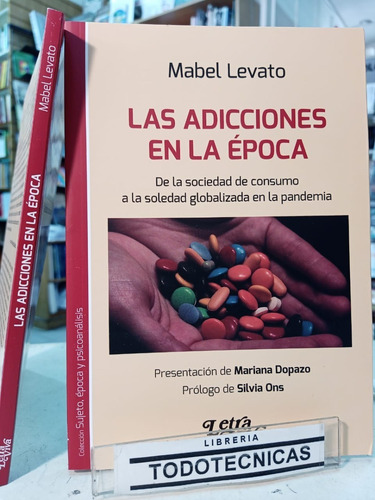 Mabel Levato
LAS ADICCIONES EN LA ÉPOCA
Letra Viva
Colección Sujeto, época y psicoanálisis
Mabel Levato
LAS ADICCIONES
EN LA ÉPOCA
De la sociedad de consumo
a la soledad globalizada en la pandemia
Presentación de Mariana Dopazo
Prólogo de Silvia Ons
Letra
LIBRERIA
TODOTECNICAS